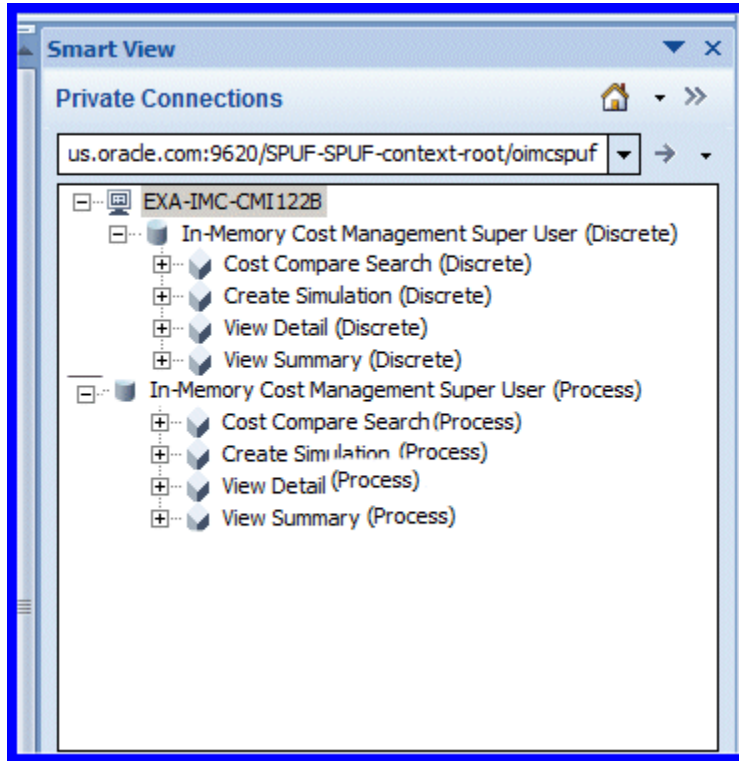 Smart View
Private Connections
us.oracle.com:9620/SPUF-SPUF-context-root/oimcspuf
EXA-IMC-CMI122B
In-Memory Cost Management Super User (Discrete)
Cost Compare Search (Discrete)
Create Simulation (Discrete)
View Detail (Discrete)
View Summary (Discrete)
In-Memory Cost Management Super User (Process)
Cost Compare Search (Process)
Create Simulation (Process)
View Detail (Process)
View Summary (Process)